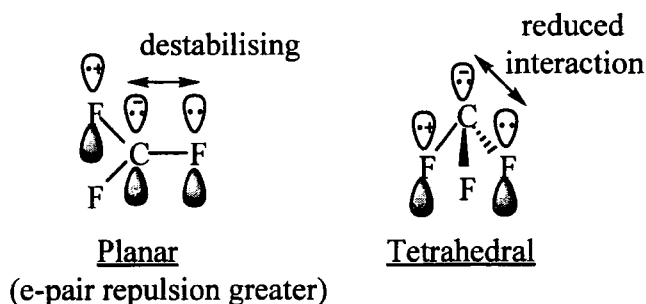 destabilising
F
C
F
F
Planar
(e-pair repulsion greater)
reduced
interaction
C
F
F
F
Tetrahedral